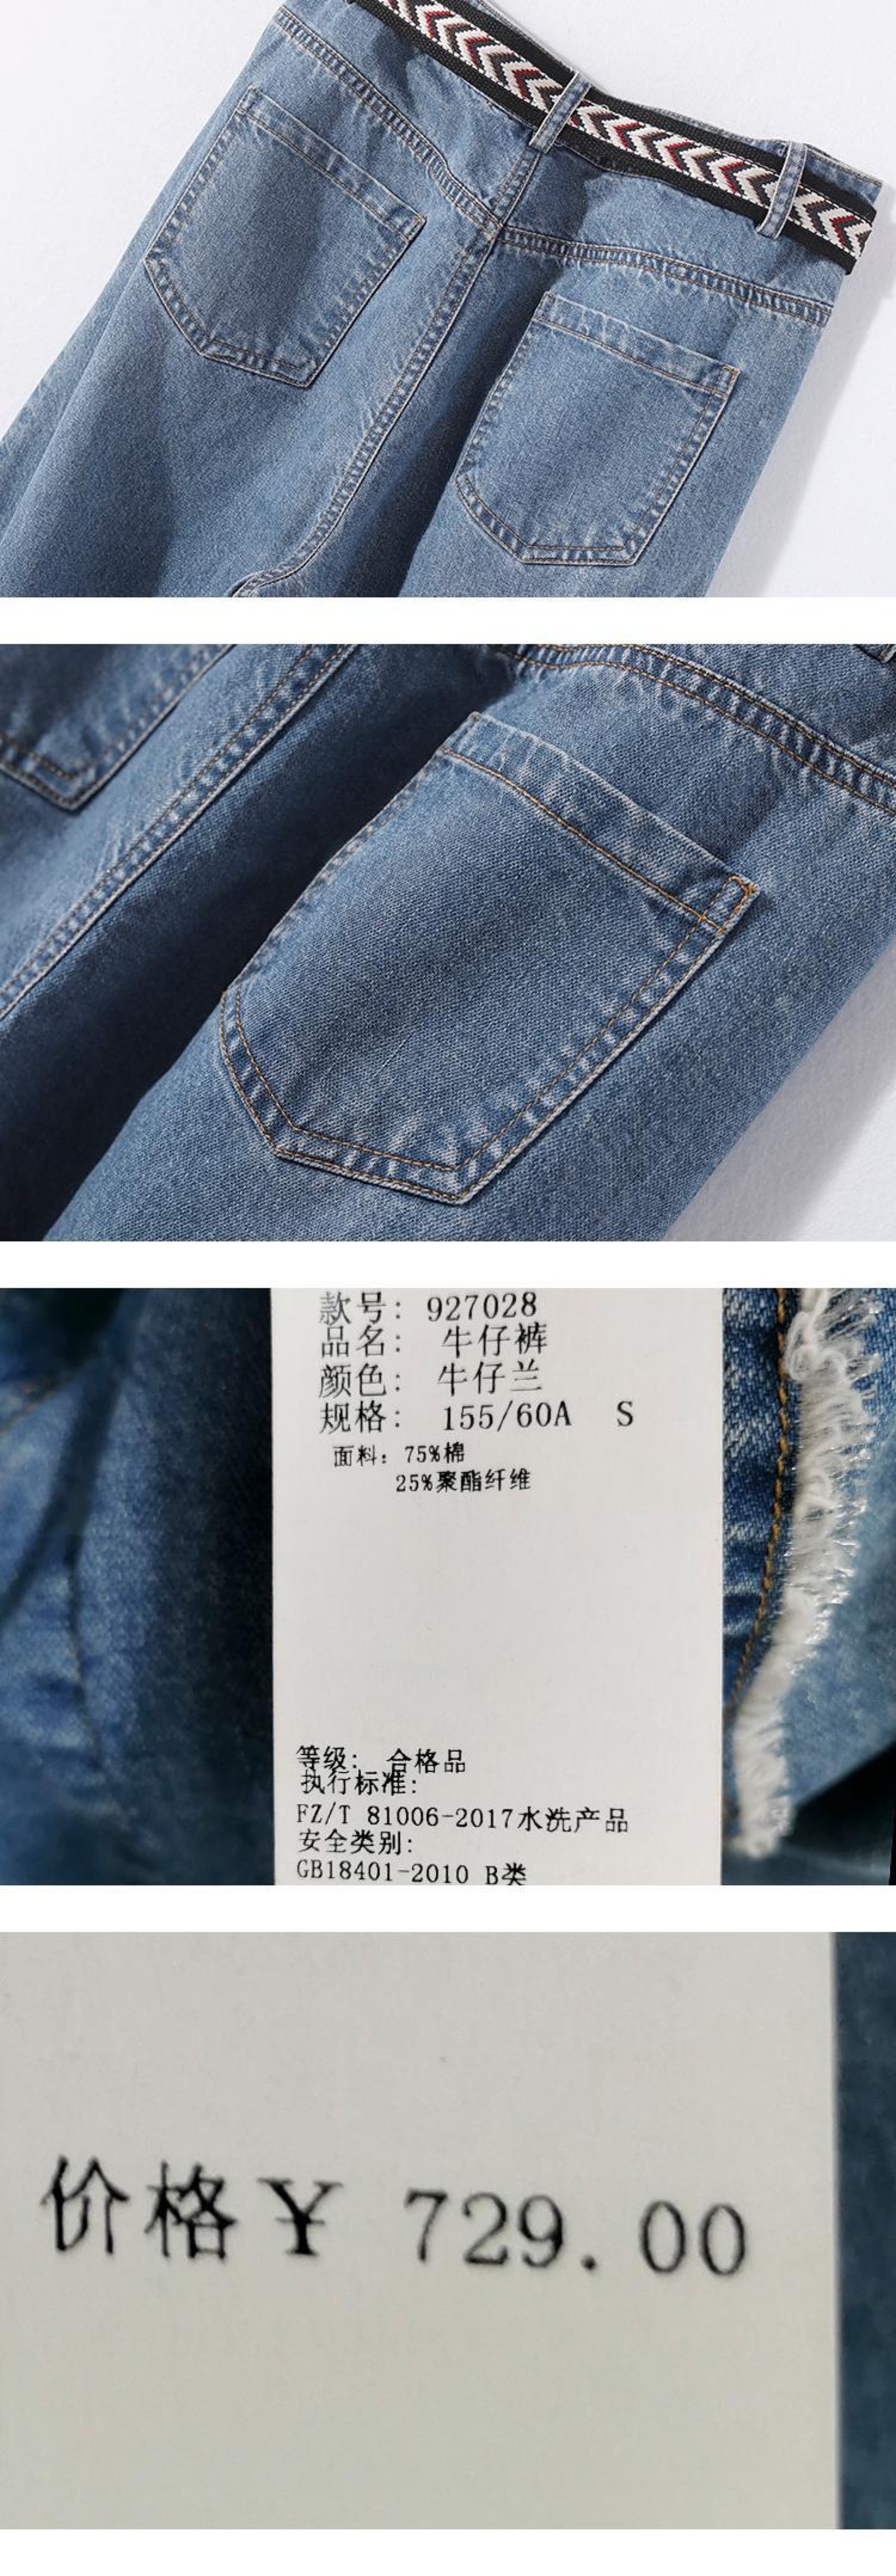 款号: 927028
品名: 牛仔裤
颜色: 牛仔兰
规格: 155/60A S
面料: 75%棉
25%聚酯纤维
等级: 合格品
执行标准:
FZ/T 81006-2017水洗产品
安全类别:
GB18401-2010 B类
价格¥ 729.00